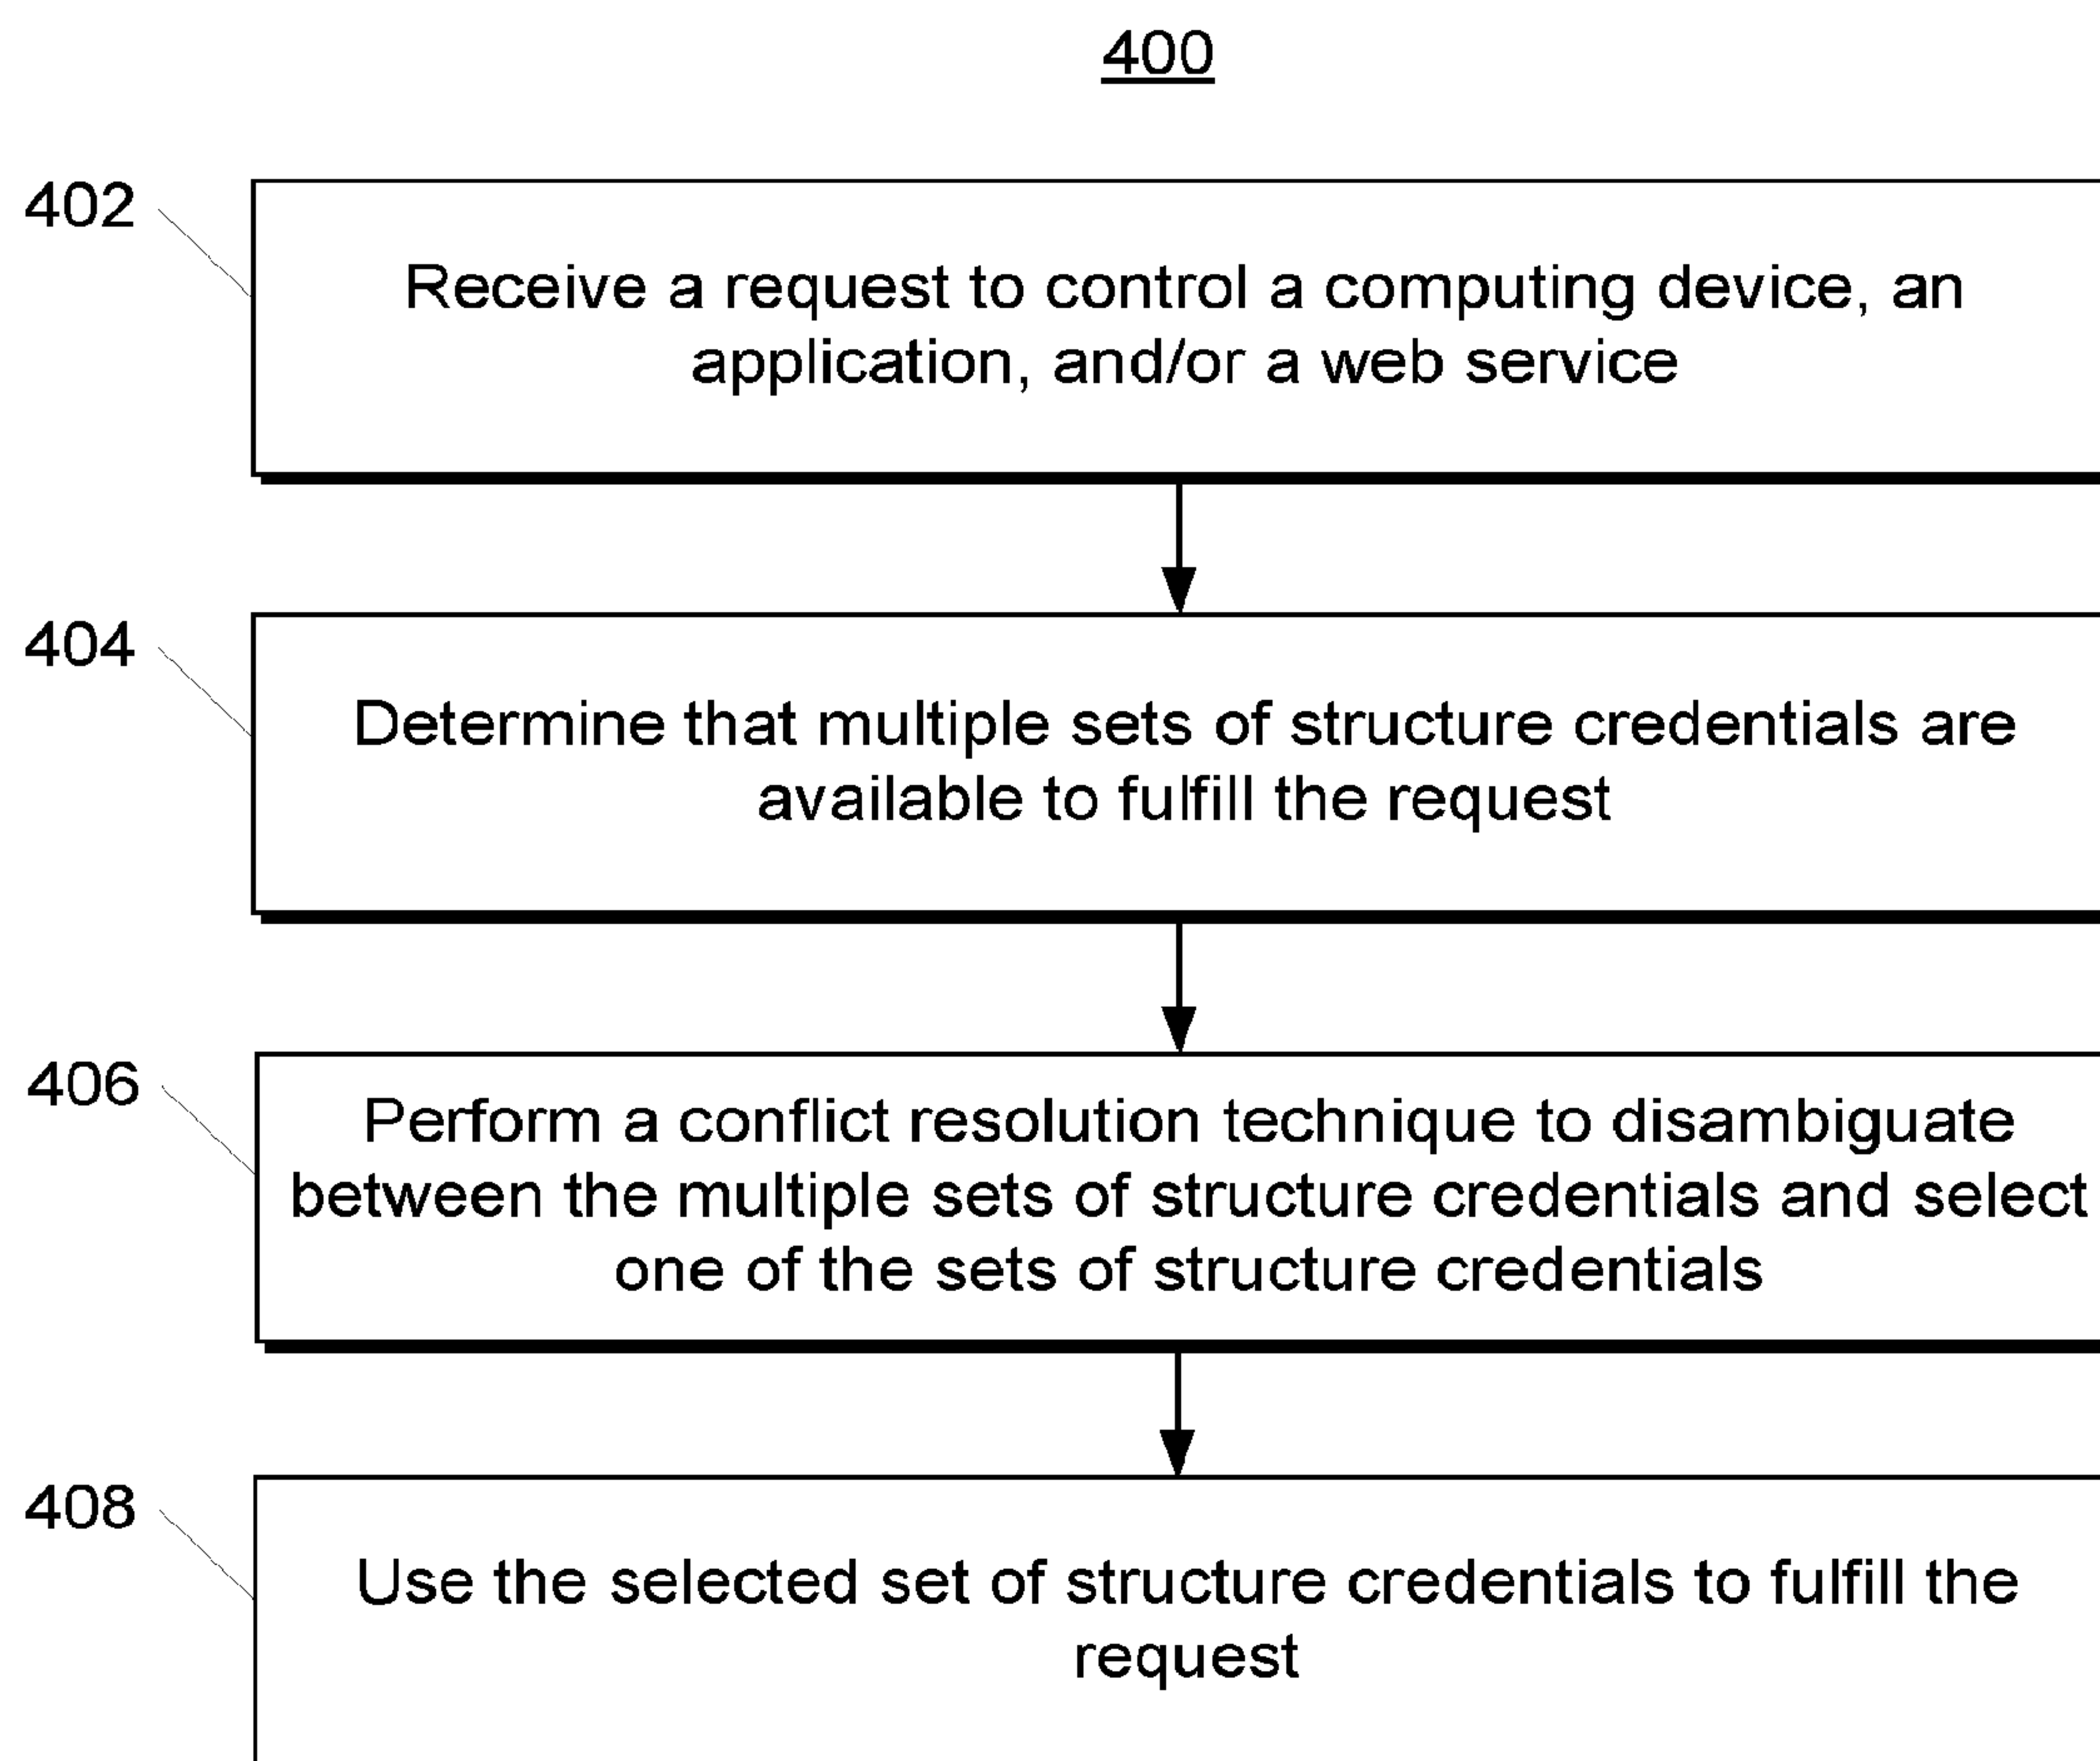 400
402
Receive a request to control a computing device, an
application, and/or a web service
404
Determine that multiple sets of structure credentials are
available to fulfill the request
406
Perform a conflict resolution technique to disambiguate
between the multiple sets of structure credentials and select
one of the sets of structure credentials
408
Use the selected set of structure credentials to fulfill the
request